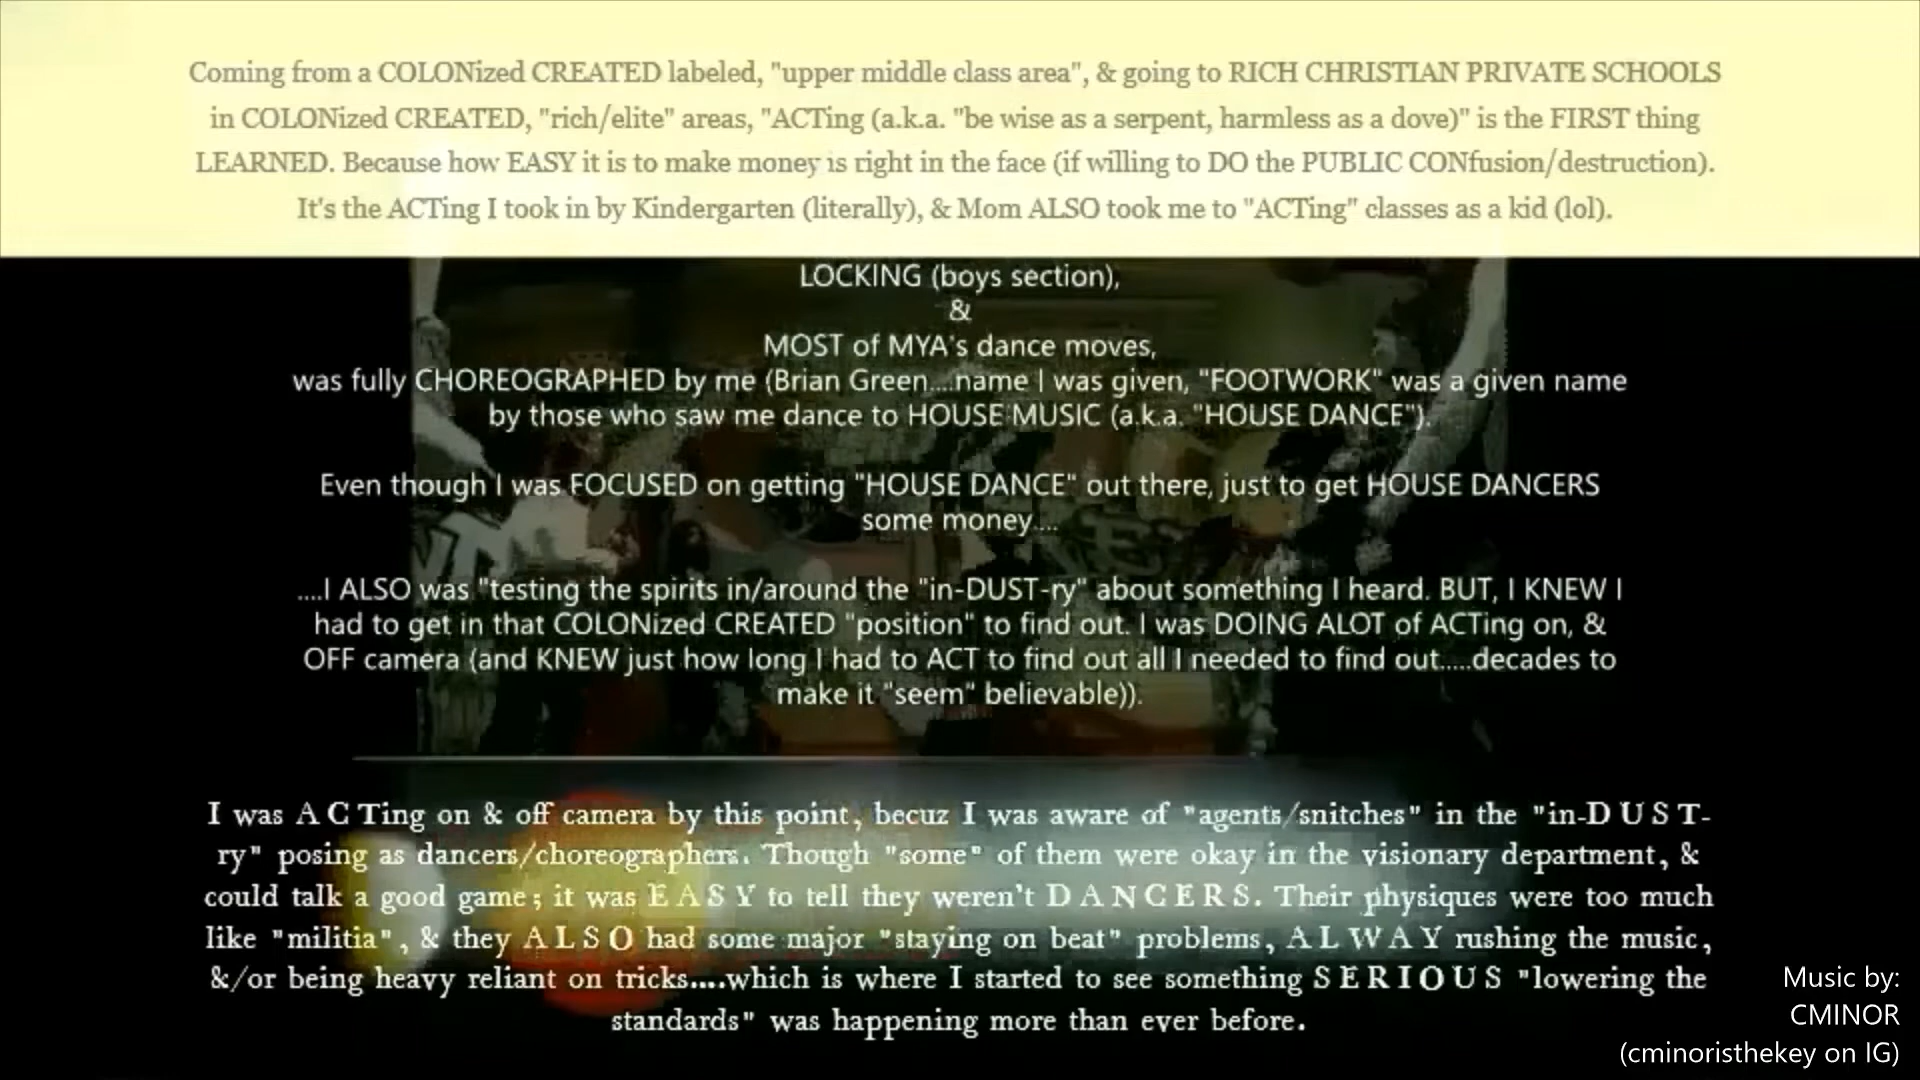 Coming from a COLONized CREATED labeled, "upper middle class area", & going to RICH CHRISTIAN PRIVATE SCHOOLS
in COLONized CREATED, "rich/elite" areas, "ACTing (a.k.a. "be wise as a serpent, harmless as a dove)" is the FIRST thing
LEARNED. Because how EASY it is to make money is right in the face (if willing to DO the PUBLIC CONfusion/destruction).
It's the ACTing I took in by Kindergarten (literally), & Mom ALSO took me to "ACTing" classes as a kid (lol).
LOCKING (boys section),
&
MOST of MYA's dance moves,
was fully CHOREOGRAPHED by me (Brian Green....name I was given, "FOOTWORK" was a given name
by those who saw me dance to HOUSE MUSIC (a.k.a. "HOUSE DANCE").
Even though I was FOCUSED on getting "HOUSE DANCE" out there, just to get HOUSE DANCERS
some money....
....I ALSO was "testing the spirits in/around the "in-DUST-ry" about something I heard. BUT, I KNEW I
had to get in that COLONized CREATED "position" to find out. I was DOING ALOT of ACTing on, &
OFF camera (and KNEW just how long I had to ACT to find out all I needed to find out.....decades to
make it "seem" believable)).
I was A C Ting on & off camera by this point, becuz I was aware of "agents/snitches" in the "in-D U S T-
ry" posing as dancers/choreographers. Though "some" of them were okay in the visionary department, &
could talk a good game; it was E A S Y to tell they weren't D A N C E R S. Their physiques were too much
like "militia", & they A L S O had some major "staying on beat" problems, A L W A Y rushing the music,
&/or being heavy reliant on tricks....which is where I started to see something S E R I O U S "lowering the
standards" was happening more than ever before.
Music by:
CMINOR
(cminoristhekey on IG)